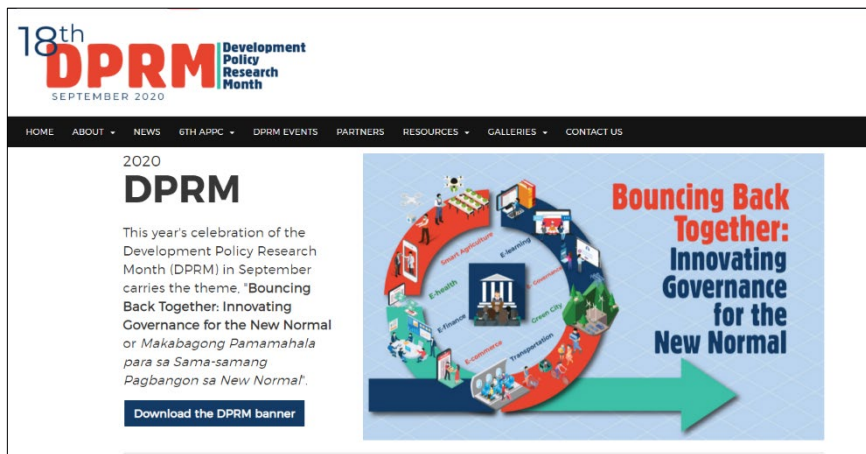 18th
DPRM
Development
Policy
Research
Month
SEPTEMBER 2020
HOME ABOUT NEWS 6TH APPC DPRM EVENTS PARTNERS RESOURCES GALLERIES CONTACT US
2020
DPRM
This year's celebration of the
Development Policy Research
Month (DPRM) in September
carries the theme, "Bouncing
Back Together: Innovating
Governance for the New Normal
or Makabagong Pamamahala
para sa Sama-samang
Pagbangon sa New Normal".
Download the DPRM banner
Smart Agriculture
E-learning
E-health
E-Governance
E-finance
Green City
E-commerce
Transportation
Bouncing Back
Together:
Innovating
Governance
for the
New Normal